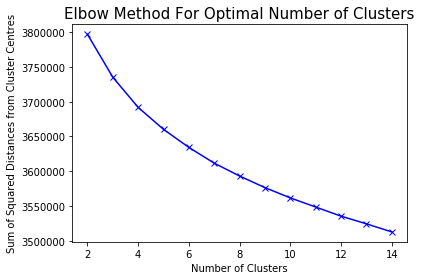 Elbow Method For Optimal Number of Clusters
Sum of Squared Distances from Cluster Centres
3800000
3750000
3700000
3650000
3600000
3550000
3500000
2 4 6 8 10 12 14
Number of Clusters